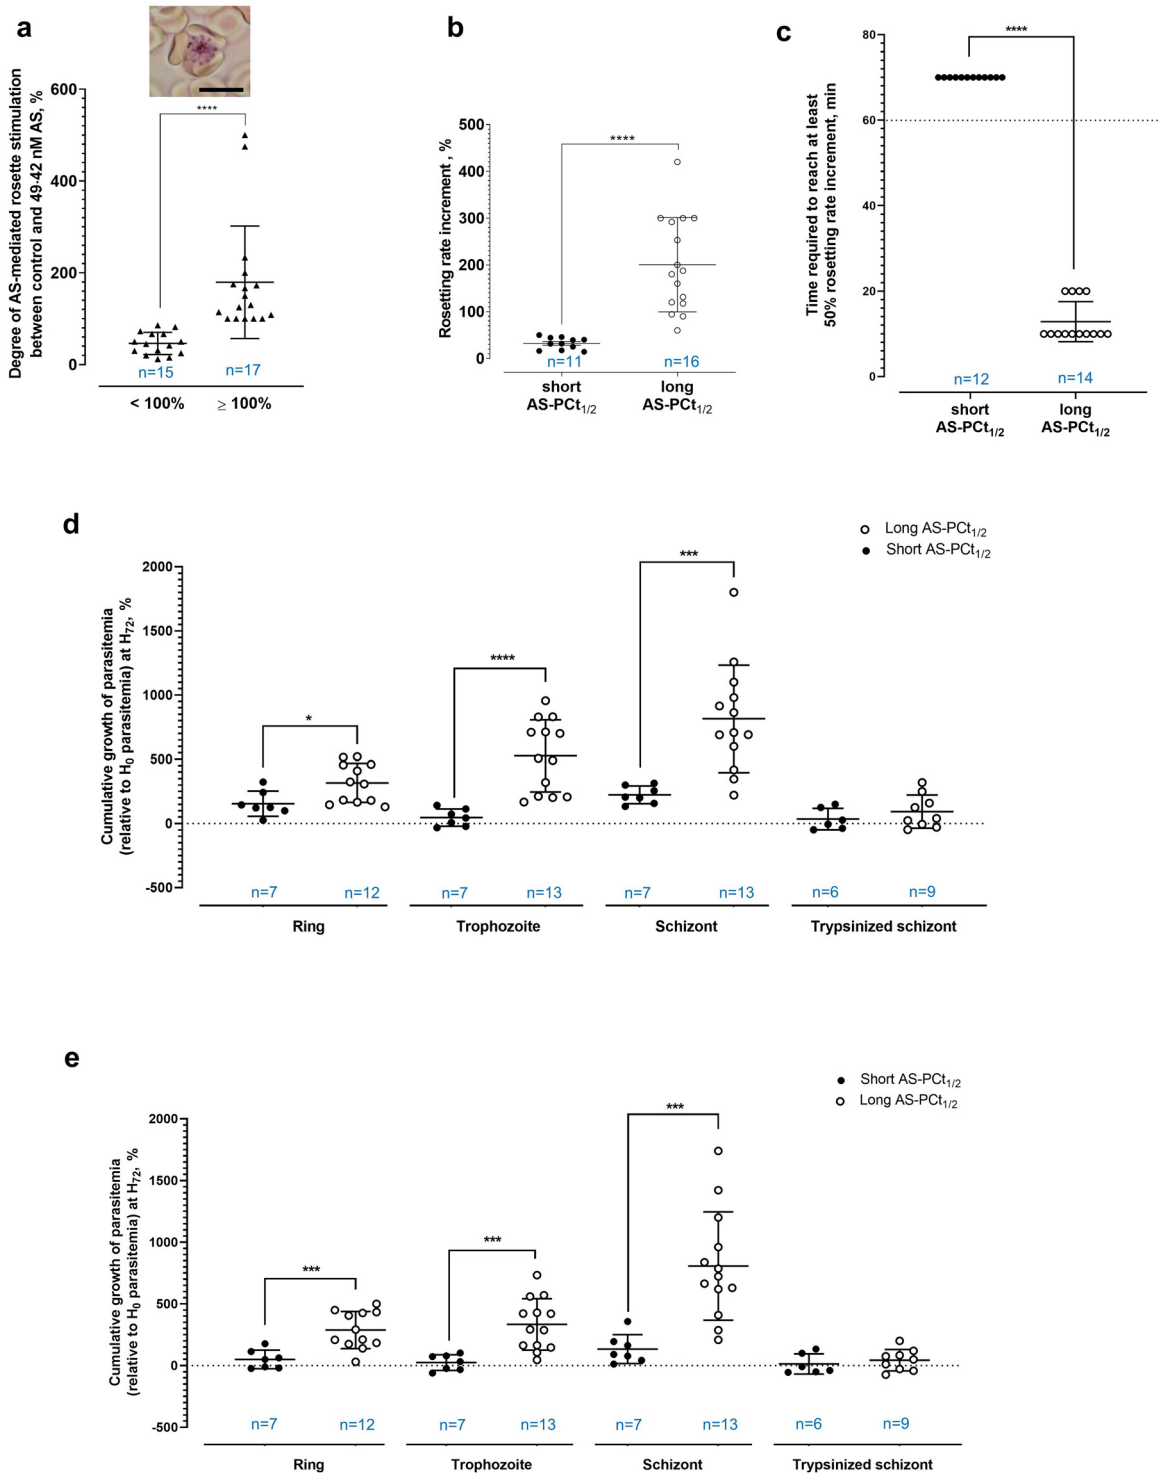 a
Degree of AS-mediated rosette stimulation
between control and 49·42 nM AS, %
600
400
200
0
****
n=15
n=17
< 100%
≥ 100%
b
Rosetting rate increment , %
500
400
300
200
100
0
****
n=11
n=16
short
AS-PCt1/2
long
AS-PCt1/2
c
Time required to reach at least
50% rosetting rate increment, min
80
60
40
20
0
****
n=12
n=14
short
AS-PCt1/2
long
AS-PCt1/2
d
Long AS-PCt1/2
Short AS-PCt1/2
Cumulative growth of parasitemia
(relative to H0 parasitemia) at H72, %
2000
1500
1000
500
0
-500
*
****
***
n=7
n=12
n=7
n=13
n=7
n=13
n=6
n=9
Ring
Trophozoite
Schizont
Trypsinized schizont
e
Short AS-PCt1/2
Long AS-PCt1/2
Cumulative growth of parasitemia
(relative to H0 parasitemia) at H72, %
2000
1500
1000
500
0
-500
***
***
***
n=7
n=12
n=7
n=13
n=7
n=13
n=6
n=9
Ring
Trophozoite
Schizont
Trypsinized schizont